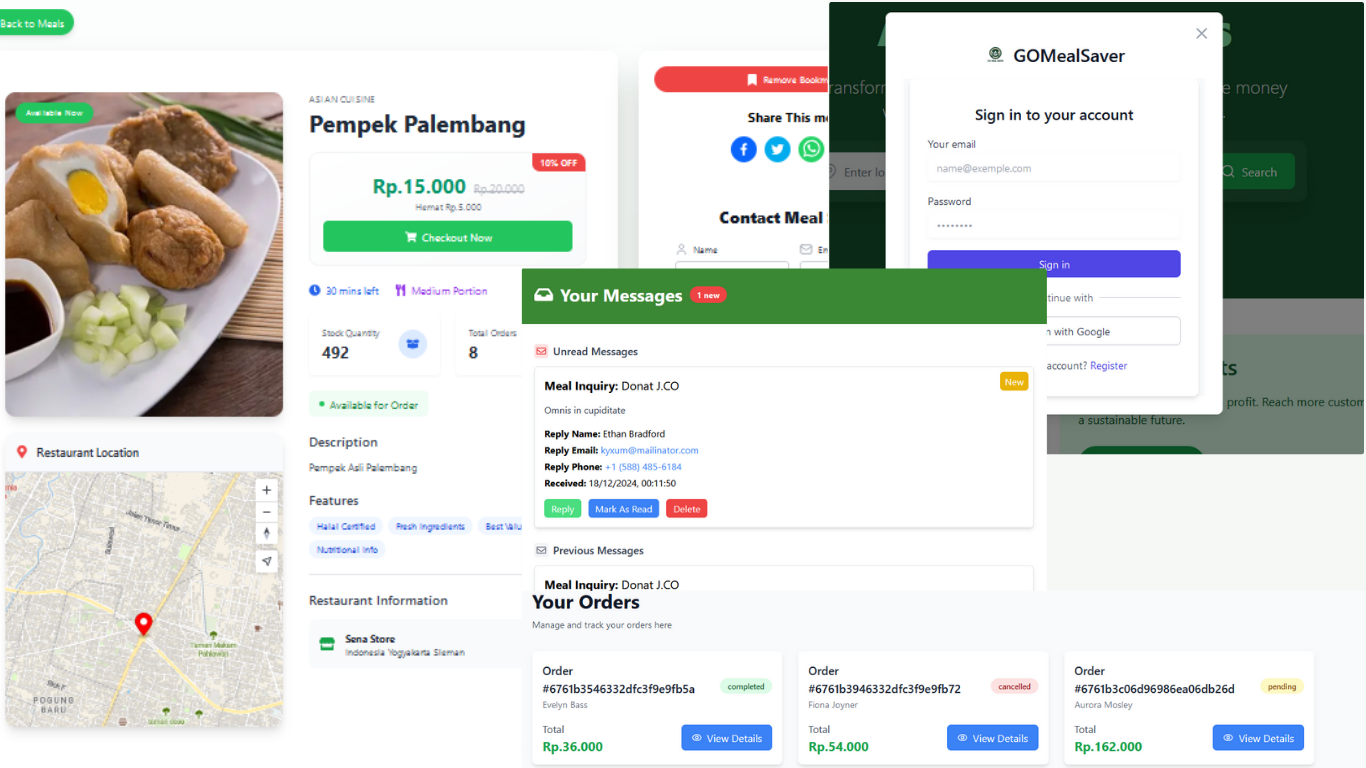 Back to Meals
Available Now
ASIAN CUISINE
Pempek Palembang
10% OFF
Rp.15.000 Rp.20.000
Hemat Rp.5.000
Checkout Now
30 mins left Medium Portion
Stock Quantity
492
Total Orders
8
Available for Order
Description
Pempek Asli Palembang
Features
Halal Certified Fresh Ingredients Best Valu
Nutritional Info
Restaurant Information
Sena Store
Indonesia Yogyakarta Sleman
Restaurant Location
Jalan Timor Timur
Taman Makam
Pahlawan
POGUNG
BARU
Remove Bookm
Share This m
Contact Meal
Name En
GOMealSaver
Sign in to your account
Your email
name@exemple.com
Password
Sign in
tinue with
n with Google
account? Register
ransfor
e money
Enter lo
Search
ts
profit. Reach more custom
a sustainable future.
Your Messages 1 new
Unread Messages
Meal Inquiry: Donat J.CO
New
Omnis in cupiditate
Reply Name: Ethan Bradford
Reply Email: kyxum@mailinator.com
Reply Phone: +1 (588) 485-6184
Received: 18/12/2024, 00:11:50
Reply Mark As Read Delete
Previous Messages
Meal Inquiry: Donat J.CO
Your Orders
Manage and track your orders here
Order
#6761b3546332dfc3f9e9fb5a
completed
Evelyn Bass
Total
Rp.36.000
View Details
Order
#6761b3946332dfc3f9e9fb72
cancelled
Fiona Joyner
Total
Rp.54.000
View Details
Order
#6761b3c06d96986ea06db26d
pending
Aurora Mosley
Total
Rp.162.000
View Details